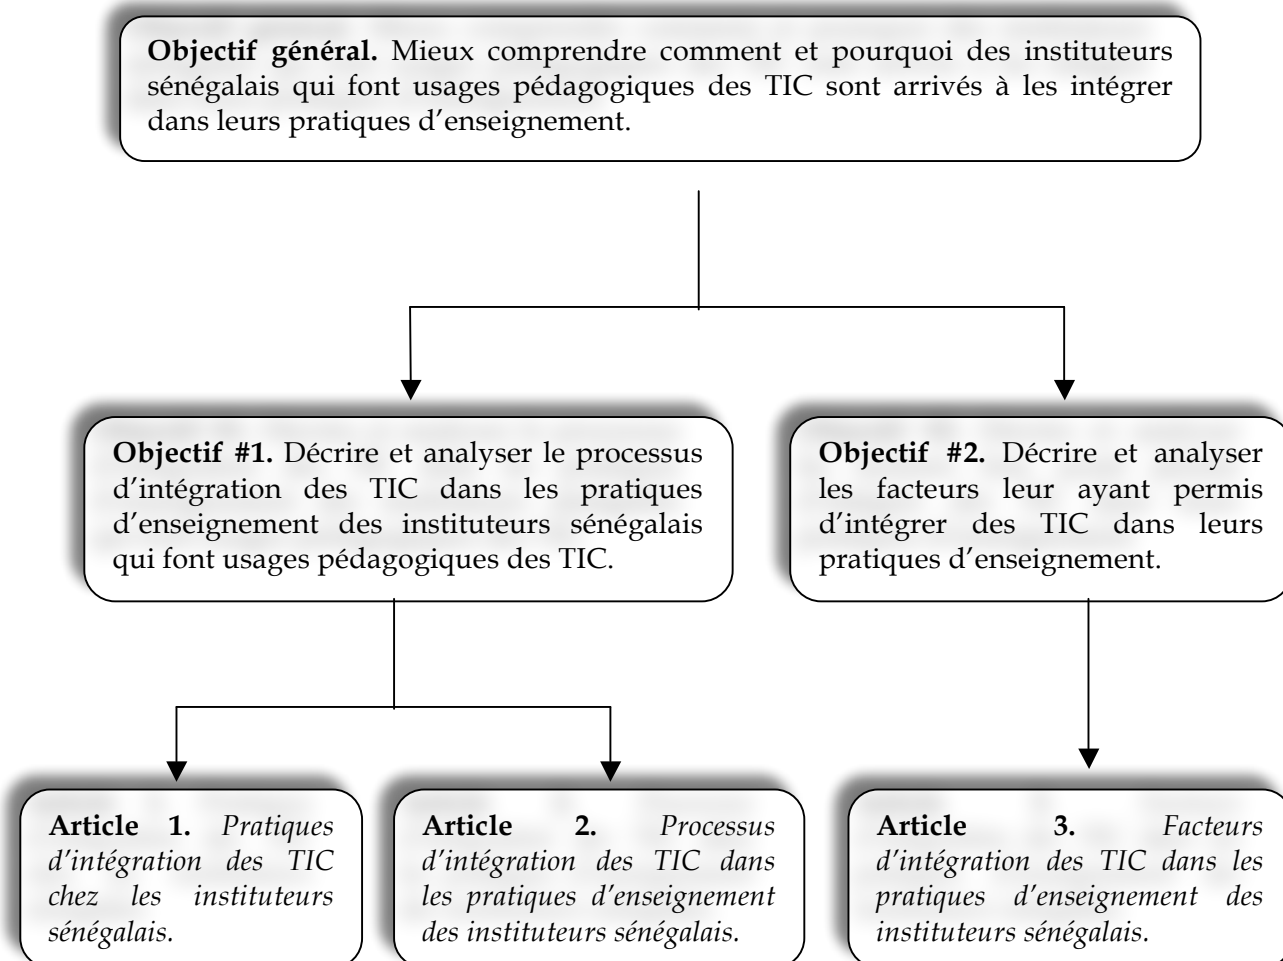 Objectif général. Mieux comprendre comment et pourquoi des instituteurs
sénégalais qui font usages pédagogiques des TIC sont arrivés à les intégrer
dans leurs pratiques d’enseignement.
Objectif #1. Décrire et analyser le processus
d’intégration des TIC dans les pratiques
d’enseignement des instituteurs sénégalais
qui font usages pédagogiques des TIC.
Objectif #2. Décrire et analyser
les facteurs leur ayant permis
d’intégrer des TIC dans leurs
pratiques d’enseignement.
Article 1. Pratiques
d’intégration des TIC
chez les instituteurs
sénégalais.
Article 2. Processus
d’intégration des TIC dans
les pratiques d’enseignement
des instituteurs sénégalais.
Article 3. Facteurs
d’intégration des TIC dans les
pratiques d’enseignement des
instituteurs sénégalais.